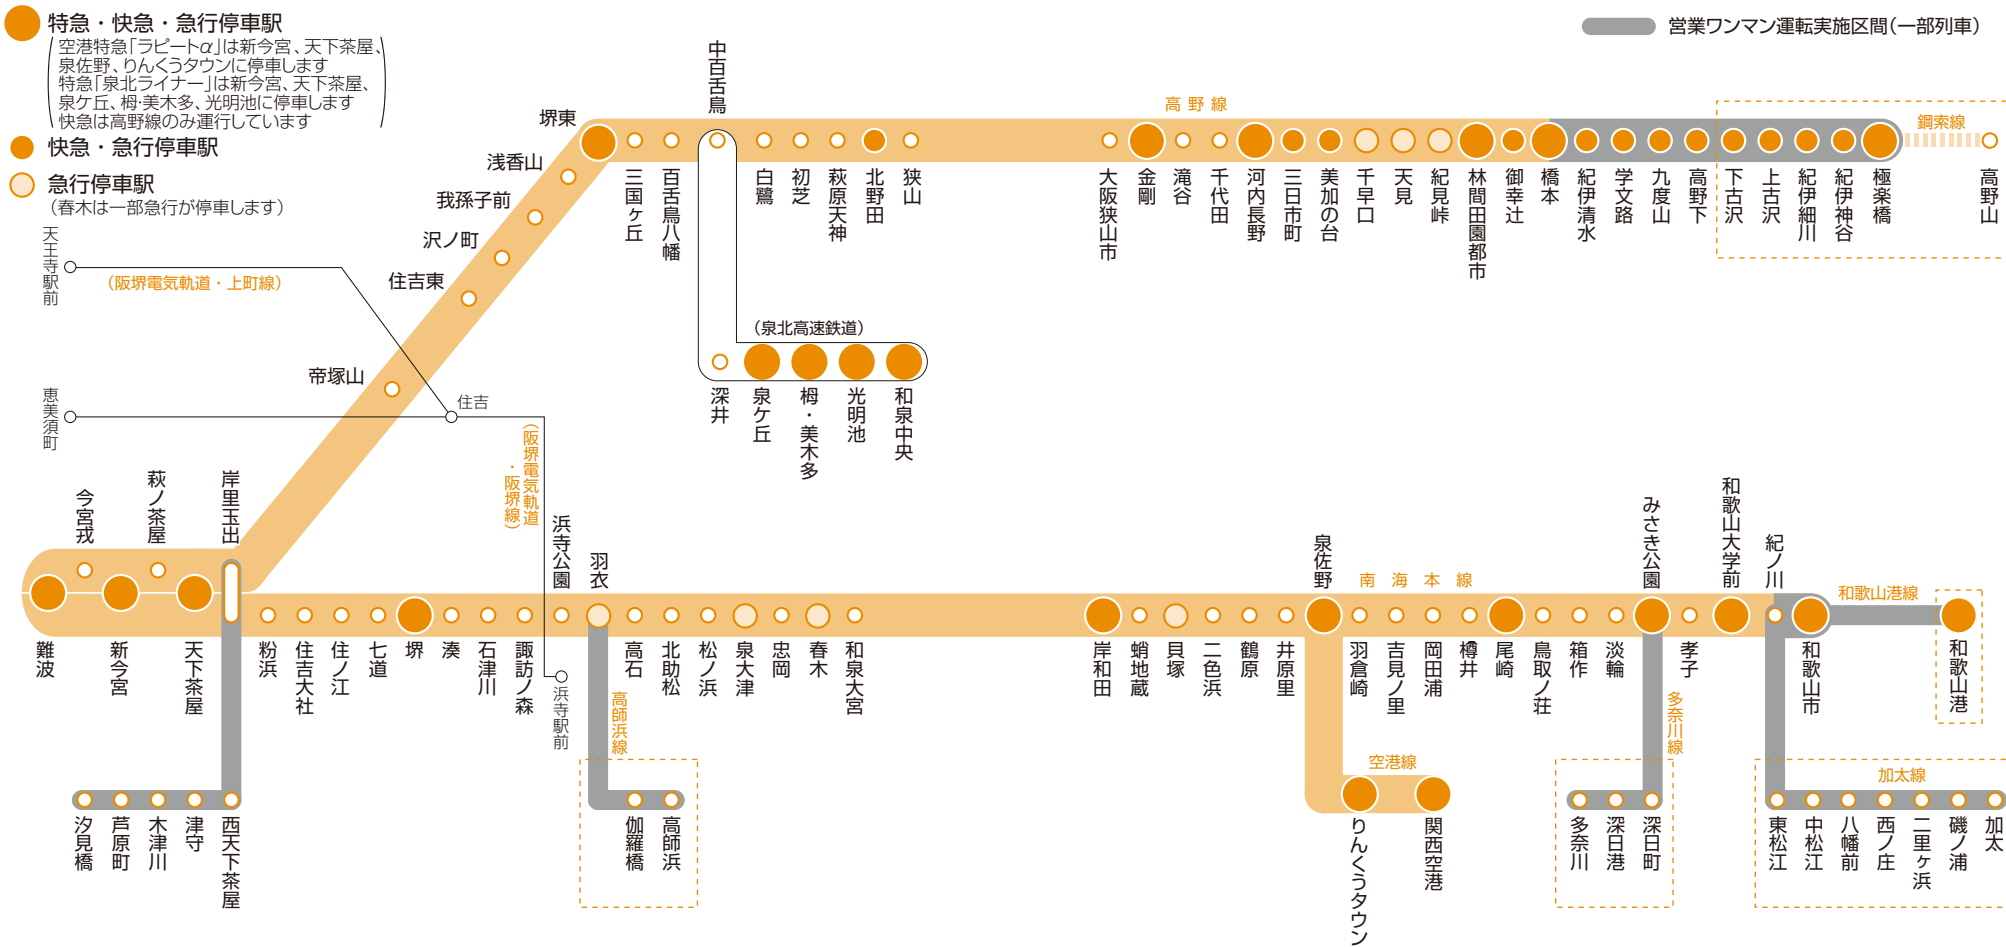 特急・快急・急行停車駅
空港特急「ラピートα」は新今宮、天下茶屋、
泉佐野、りんくうタウンに停車します
特急「泉北ライナー」は新今宮、天下茶屋、
泉ケ丘、栂・美木多、光明池に停車します
快急は高野線のみ運行しています
快急・急行停車駅
急行停車駅
（春木は一部急行が停車します）
営業ワンマン運転実施区間（一部列車）
高野線
鋼索線
中百舌鳥
堺東
浅香山
我孫子前
沢ノ町
住吉東
帝塚山
三国ヶ丘
百舌鳥八幡
白鷺
初芝
萩原天神
北野田
狭山
大阪狭山市
金剛
滝谷
千代田
河内長野
三日市町
美加の台
千早口
天見
紀見峠
林間田園都市
御幸辻
橋本
紀伊清水
学文路
九度山
高野下
下古沢
上古沢
紀伊細川
紀伊神谷
極楽橋
高野山
天王寺駅前
（阪堺電気軌道・上町線）
恵美須町
住吉
（阪堺電気軌道
・阪堺線）
浜寺駅前
（泉北高速鉄道）
深井
泉ケ丘
栂・美木多
光明池
和泉中央
今宮戎
萩ノ茶屋
岸里玉出
難波
新今宮
天下茶屋
粉浜
住吉大社
住ノ江
七道
堺
湊
石津川
諏訪ノ森
浜寺公園
羽衣
高石
北助松
松ノ浜
泉大津
忠岡
春木
和泉大宮
岸和田
蛸地蔵
貝塚
二色浜
鶴原
井原里
泉佐野
南海本線
羽倉崎
吉見ノ里
岡田浦
樽井
尾崎
鳥取ノ荘
箱作
淡輪
みさき公園
孝子
和歌山大学前
紀ノ川
和歌山市
和歌山港線
和歌山港
高師浜線
伽羅橋
高師浜
汐見橋
芦原町
木津川
津守
西天下茶屋
空港線
りんくうタウン
関西空港
多奈川線
多奈川
深日港
深日町
加太線
東松江
中松江
八幡前
西ノ庄
二里ヶ浜
磯ノ浦
加太